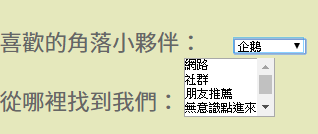 喜歡的角落小夥伴： 企鵝
網路
社群
朋友推薦
從哪裡找到我們： 無意識點進來